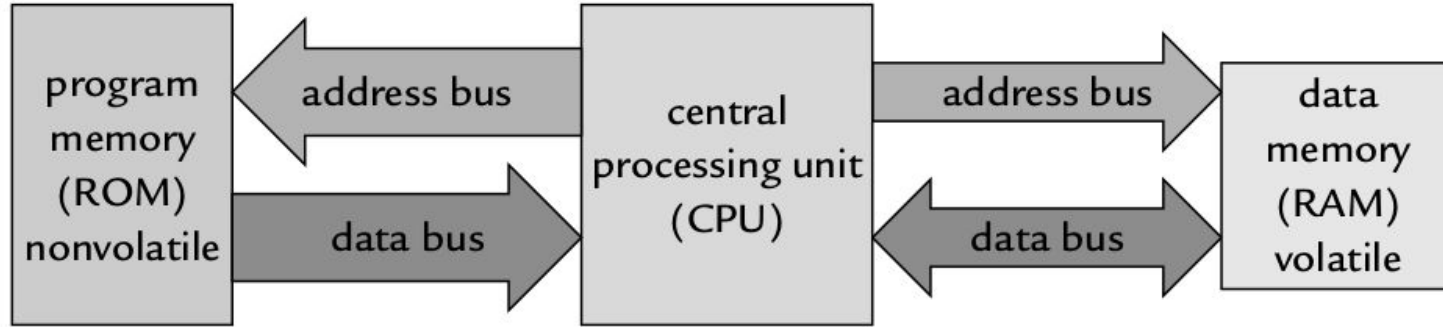 program
memory
(ROM)
nonvolatile
address bus
data bus
central
processing unit
(CPU)
address bus
data bus
data
memory
(RAM)
volatile